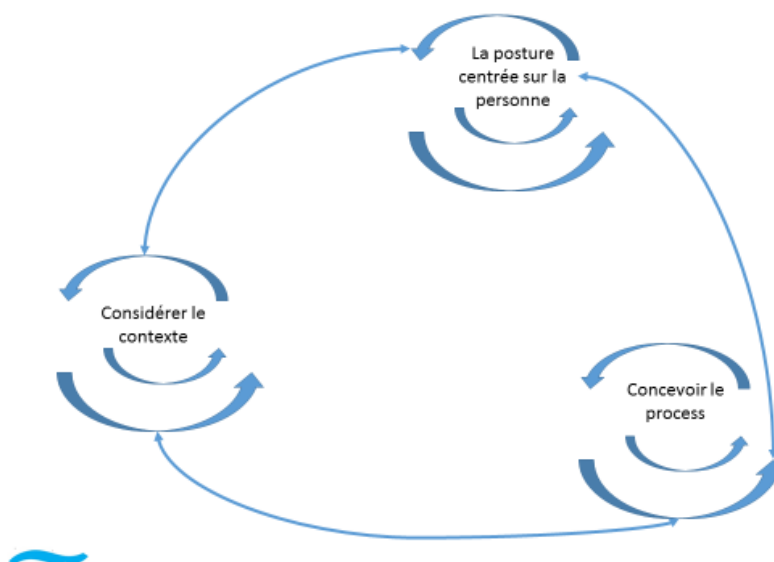 La posture
centrée sur la
personne
Considérer le
contexte
Concevoir le
process